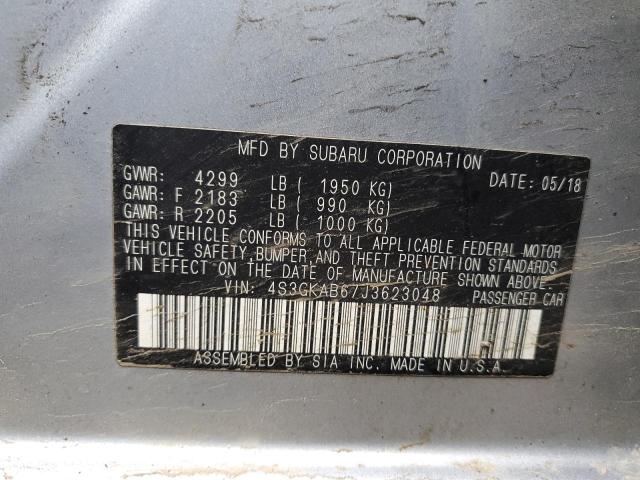 MFD BY SUBARU CORPORATION
GVWR: 4299 LB ( 1950 KG) DATE: 05/18
GAWR: F 2183 LB ( 990 KG)
GAWR: R 2205 LB ( 1000 KG)
THIS VEHICLE CONFORMS TO ALL APPLICABLE FEDERAL MOTOR
VEHICLE SAFETY, BUMPER, AND THEFT PREVENTION STANDARDS
IN EFFECT ON THE DATE OF MANUFACTURE SHOWN ABOVE.
VIN: 4S3GKAB67J3623048 PASSENGER CAR
ASSEMBLED BY SIA INC. MADE IN U.S.A.